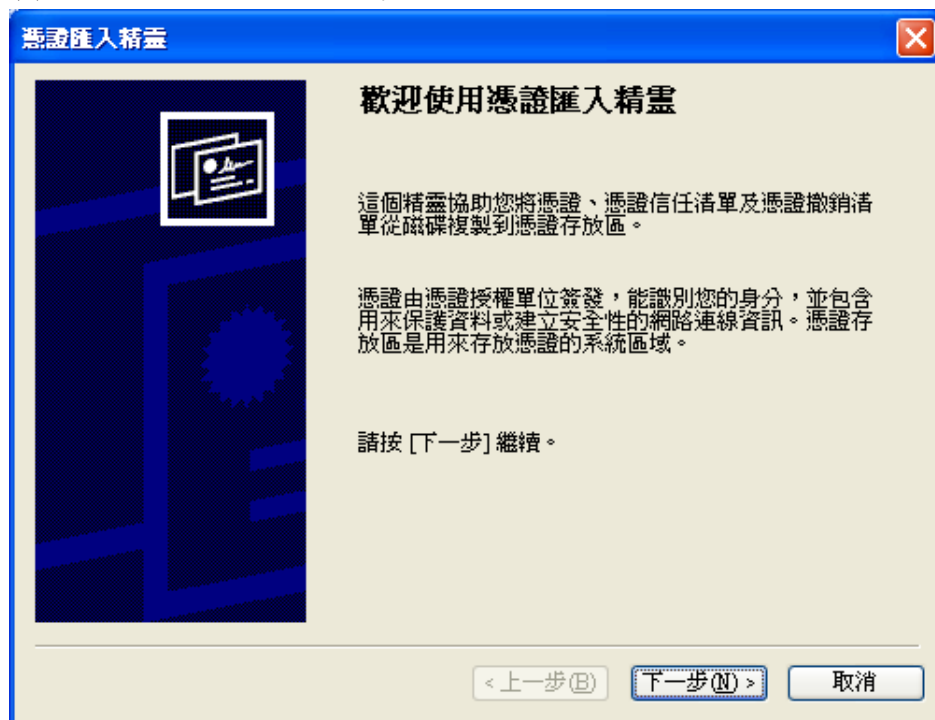 憑證匯入精靈
歡迎使用憑證匯入精靈
這個精靈協助您將憑證、憑證信任清單及憑證撤銷清
單從磁碟複製到憑證存放區。
憑證由憑證授權單位簽發，能識別您的身分，並包含
用來保護資料或建立安全性的網路連線資訊。憑證存
放區是用來存放憑證的系統區域。
請按 [下一步] 繼續。
<上一步(B) 下一步(N) > 取消